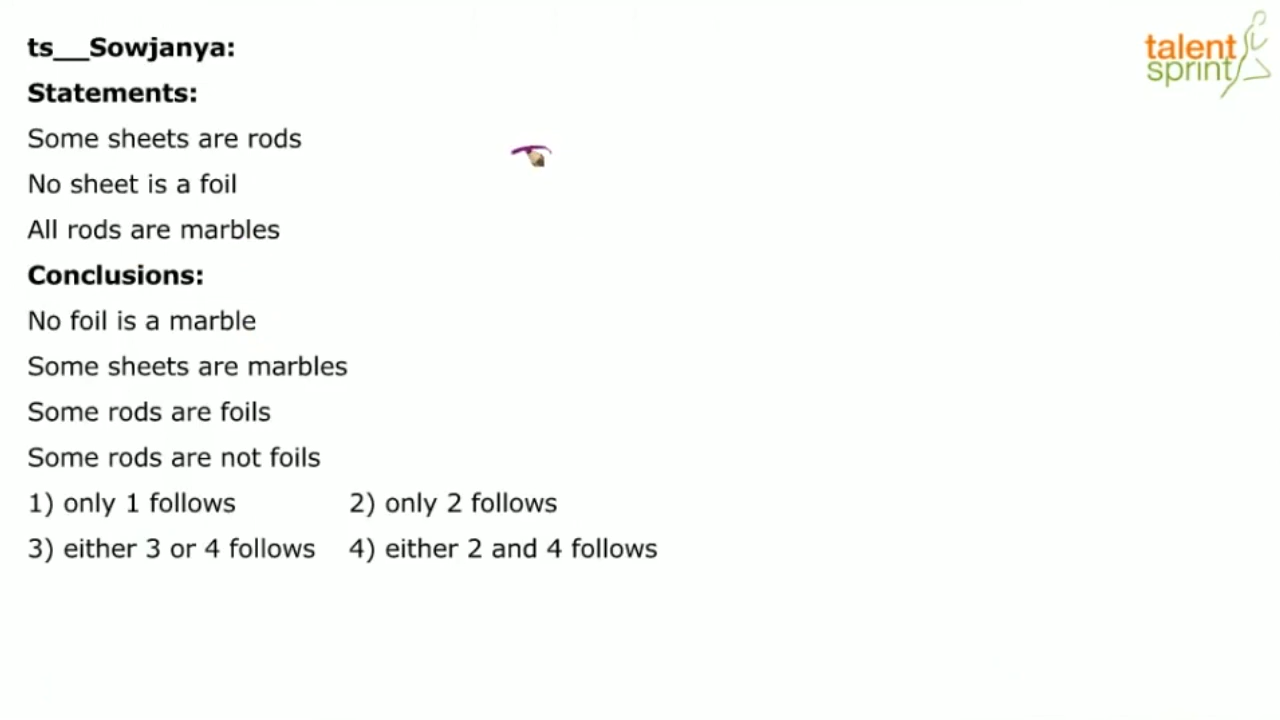 ts__Sowjanya:
talent
sprint
Statements:
Some sheets are rods
No sheet is a foil
All rods are marbles
Conclusions:
No foil is a marble
Some sheets are marbles
Some rods are foils
Some rods are not foils
1) only 1 follows 2) only 2 follows
3) either 3 or 4 follows 4) either 2 and 4 follows